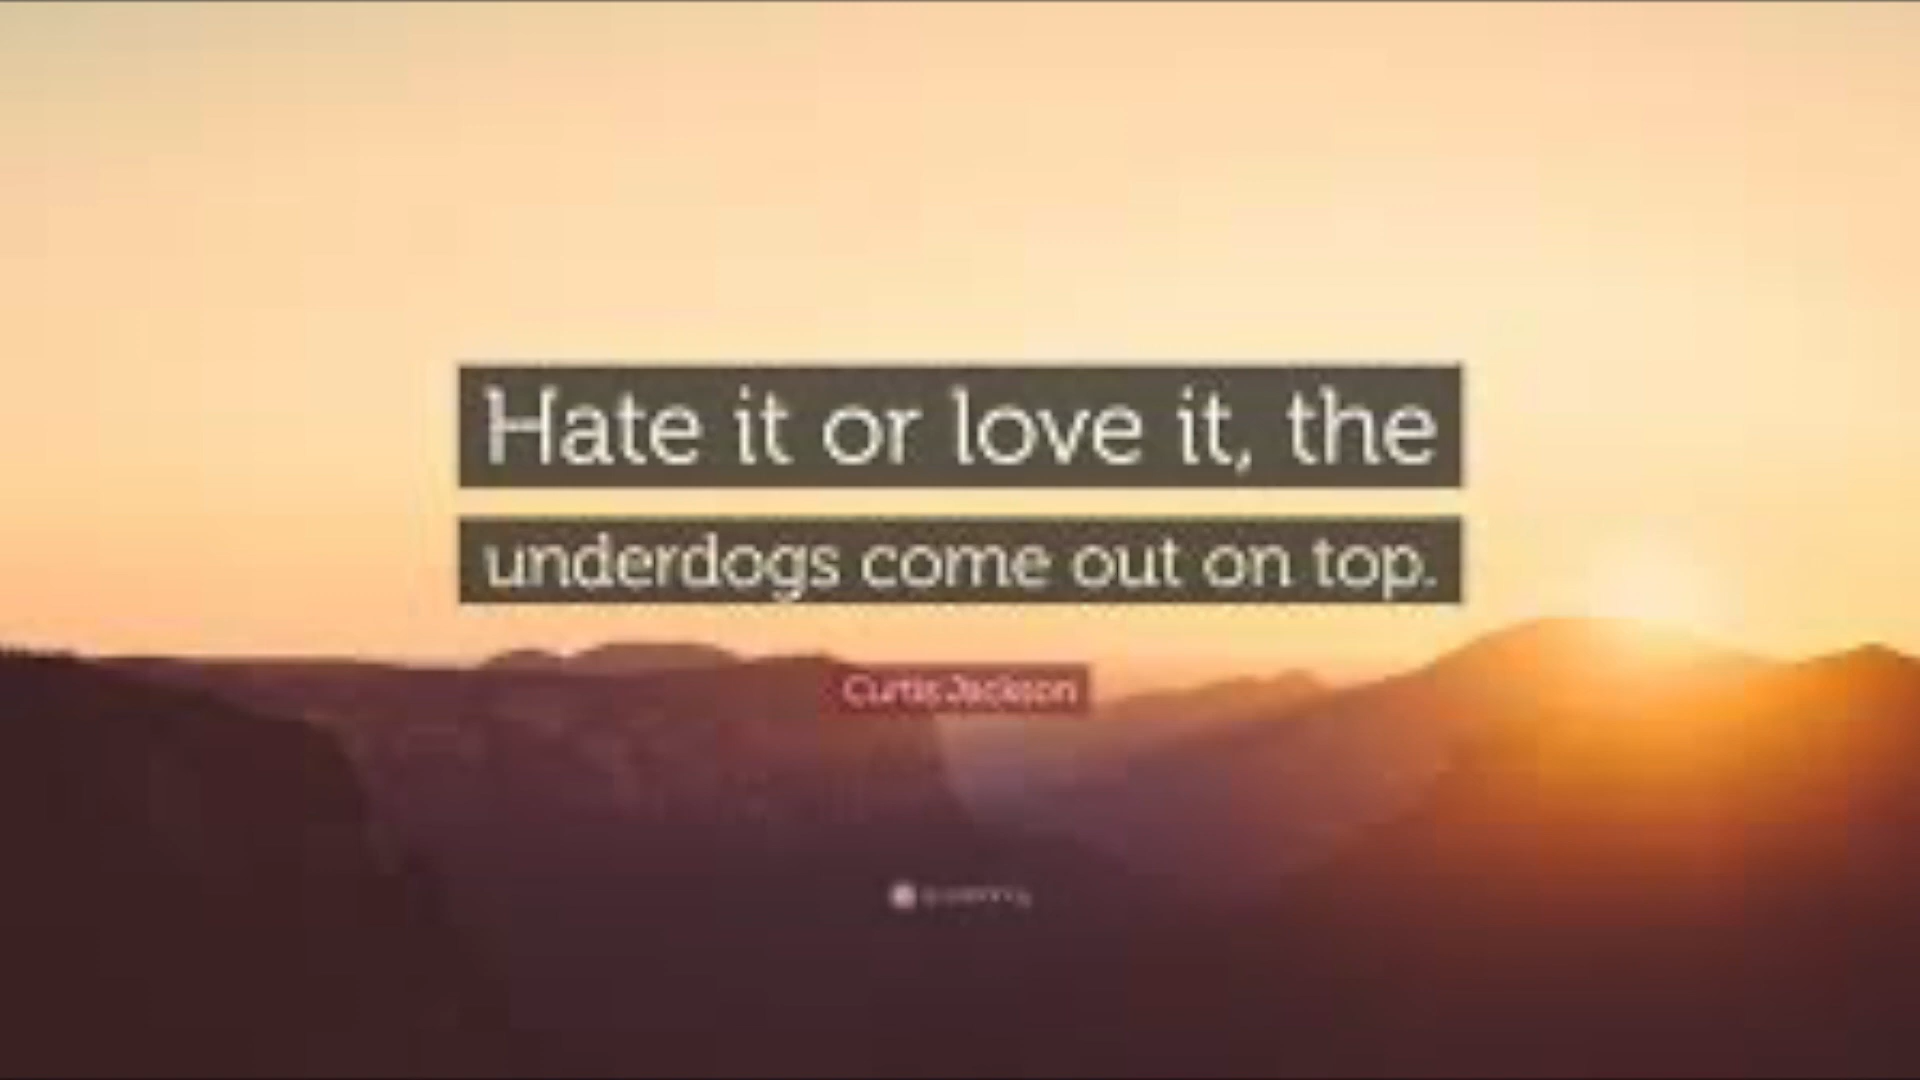 Hate it or love it, the
underdogs come out on top.
Curtis Jackson